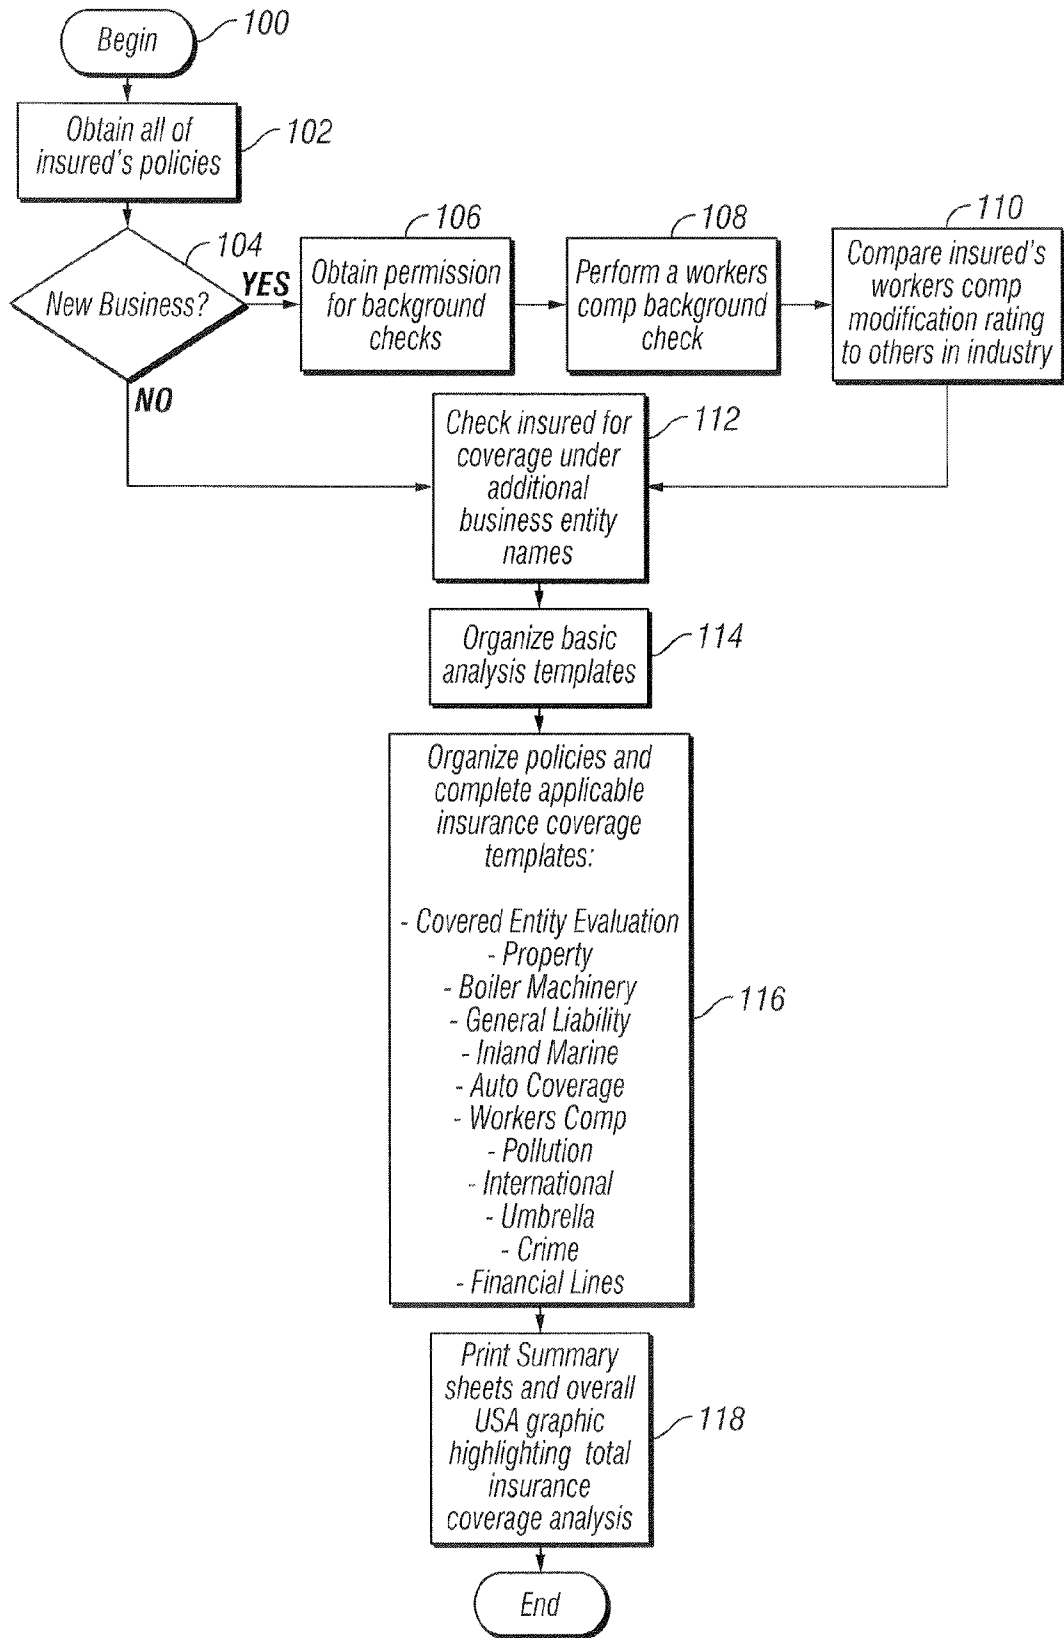 Begin
100
Obtain all of
insured's policies
102
New Business?
104
YES
NO
Obtain permission
for background
checks
106
Perform a workers
comp background
check
108
Compare insured's
workers comp
modification rating
to others in industry
110
Check insured for
coverage under
additional
business entity
names
112
Organize basic
analysis templates
114
Organize policies and
complete applicable
insurance coverage
templates:
- Covered Entity Evaluation
- Property
- Boiler Machinery
- General Liability
- Inland Marine
- Auto Coverage
- Workers Comp
- Pollution
- International
- Umbrella
- Crime
- Financial Lines
116
Print Summary
sheets and overall
USA graphic
highlighting total
insurance
coverage analysis
118
End